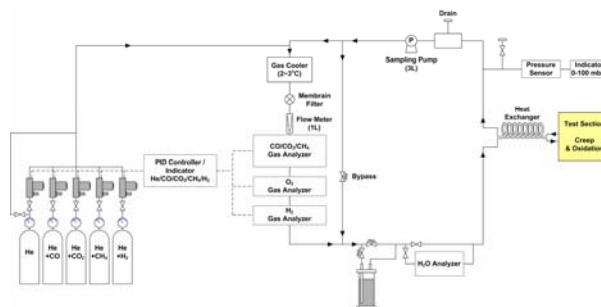 Drain
P
Sampling Pump
(3L)
Gas Cooler
(2~3°C)
Membrain
Filter
Flow Meter
(1L)
CO/CO₂/CH₄
Gas Analyzer
O₂
Gas Analyzer
H₂
Gas Analyzer
PID Controller /
Indicator
He/CO/CO₂/CH₄/H₂
Bypass
Pressure
Sensor
Indicator
0-100 mb
Heat
Exchanger
Test Section
Creep
& Oxidation
H₂O Analyzer
He
He
+CO
He
+CO₂
He
+CH₄
He
+H₂